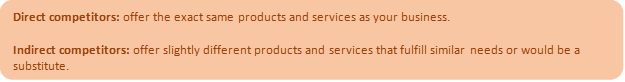 Direct competitors: offer the exact same products and services as your business.
Indirect competitors: offer slightly different products and services that fulfill similar needs or would be a
substitute.